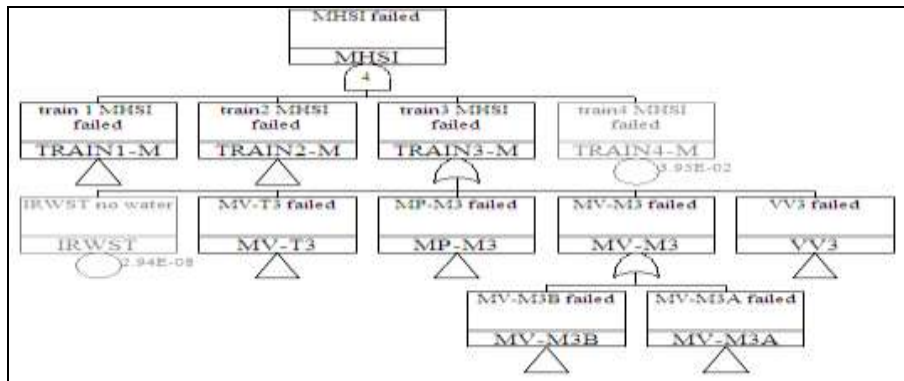 MHSI failed
MHSI
4
train 1 MHSI failed
TRAIN1-M
train2 MHSI failed
TRAIN2-M
train3 MHSI failed
TRAIN3-M
train4 MHSI failed
TRAIN4-M
3.95E-02
IRWST no water
IRWST
2.94E-08
MV-T3 failed
MV-T3
MP-M3 failed
MP-M3
MV-M3 failed
MV-M3
VV3 failed
VV3
MV-M3B failed
MV-M3B
MV-M3A failed
MV-M3A